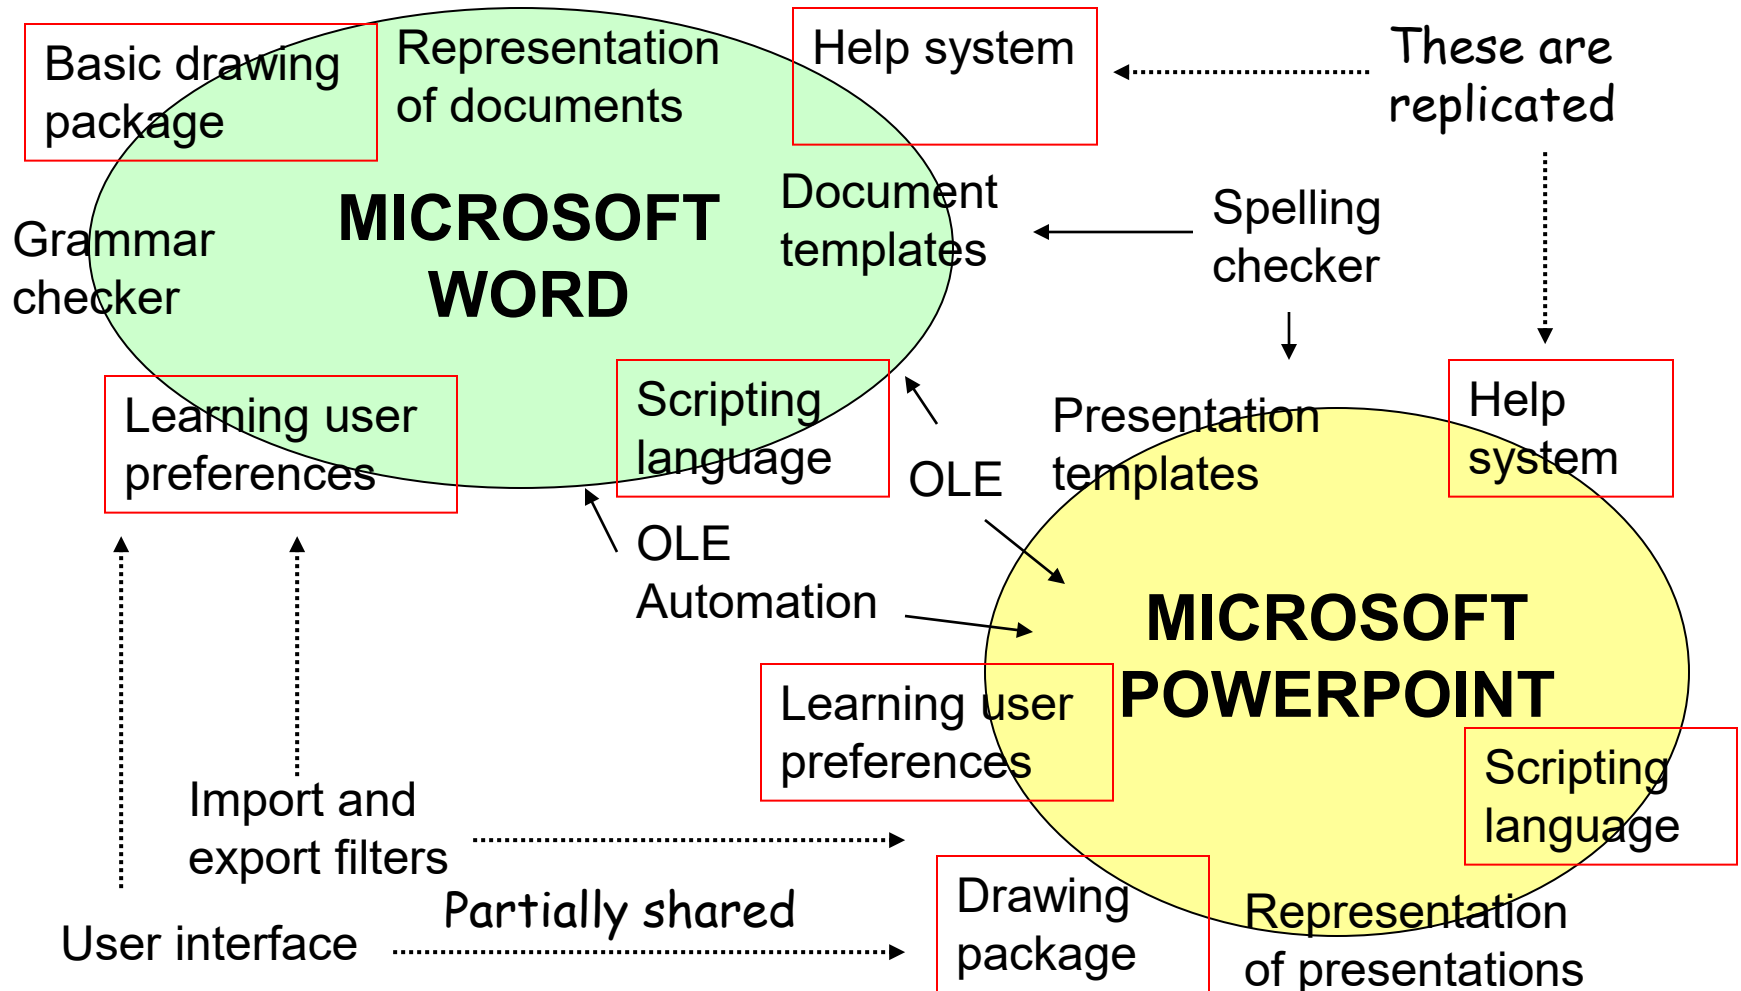 Basic drawing
package
Representation
of documents
Help system
These are
replicated
MICROSOFT
WORD
Document
templates
Spelling
checker
Grammar
checker
Learning user
preferences
Scripting
language
OLE
Presentation
templates
Help
system
OLE
Automation
MICROSOFT
POWERPOINT
Learning user
preferences
Scripting
language
Import and
export filters
Partially shared
User interface
Drawing
package
Representation
of presentations